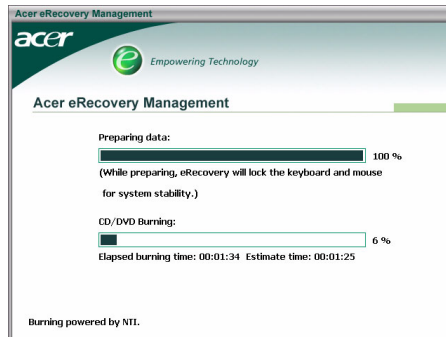 Acer eRecovery Management
acer
e Empowering Technology
Acer eRecovery Management
Preparing data:
100 %
(While preparing, eRecovery will lock the keyboard and mouse
for system stability.)
CD/DVD Burning:
6 %
Elapsed burning time: 00:01:34 Estimate time: 00:01:25
Burning powered by NTI.